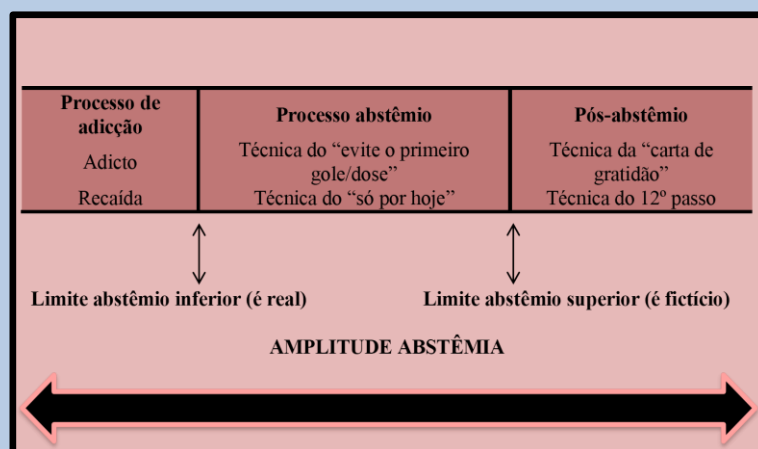 Processo de
adicção
Adicto
Recaída
Processo abstêmio
Técnica do “evite o primeiro
gole/dose”
Técnica do “só por hoje”
Pós-abstêmio
Técnica da “carta de
gratidão”
Técnica do 12º passo
Limite abstêmio inferior (é real)
Limite abstêmio superior (é fictício)
AMPLITUDE ABSTÊMIA